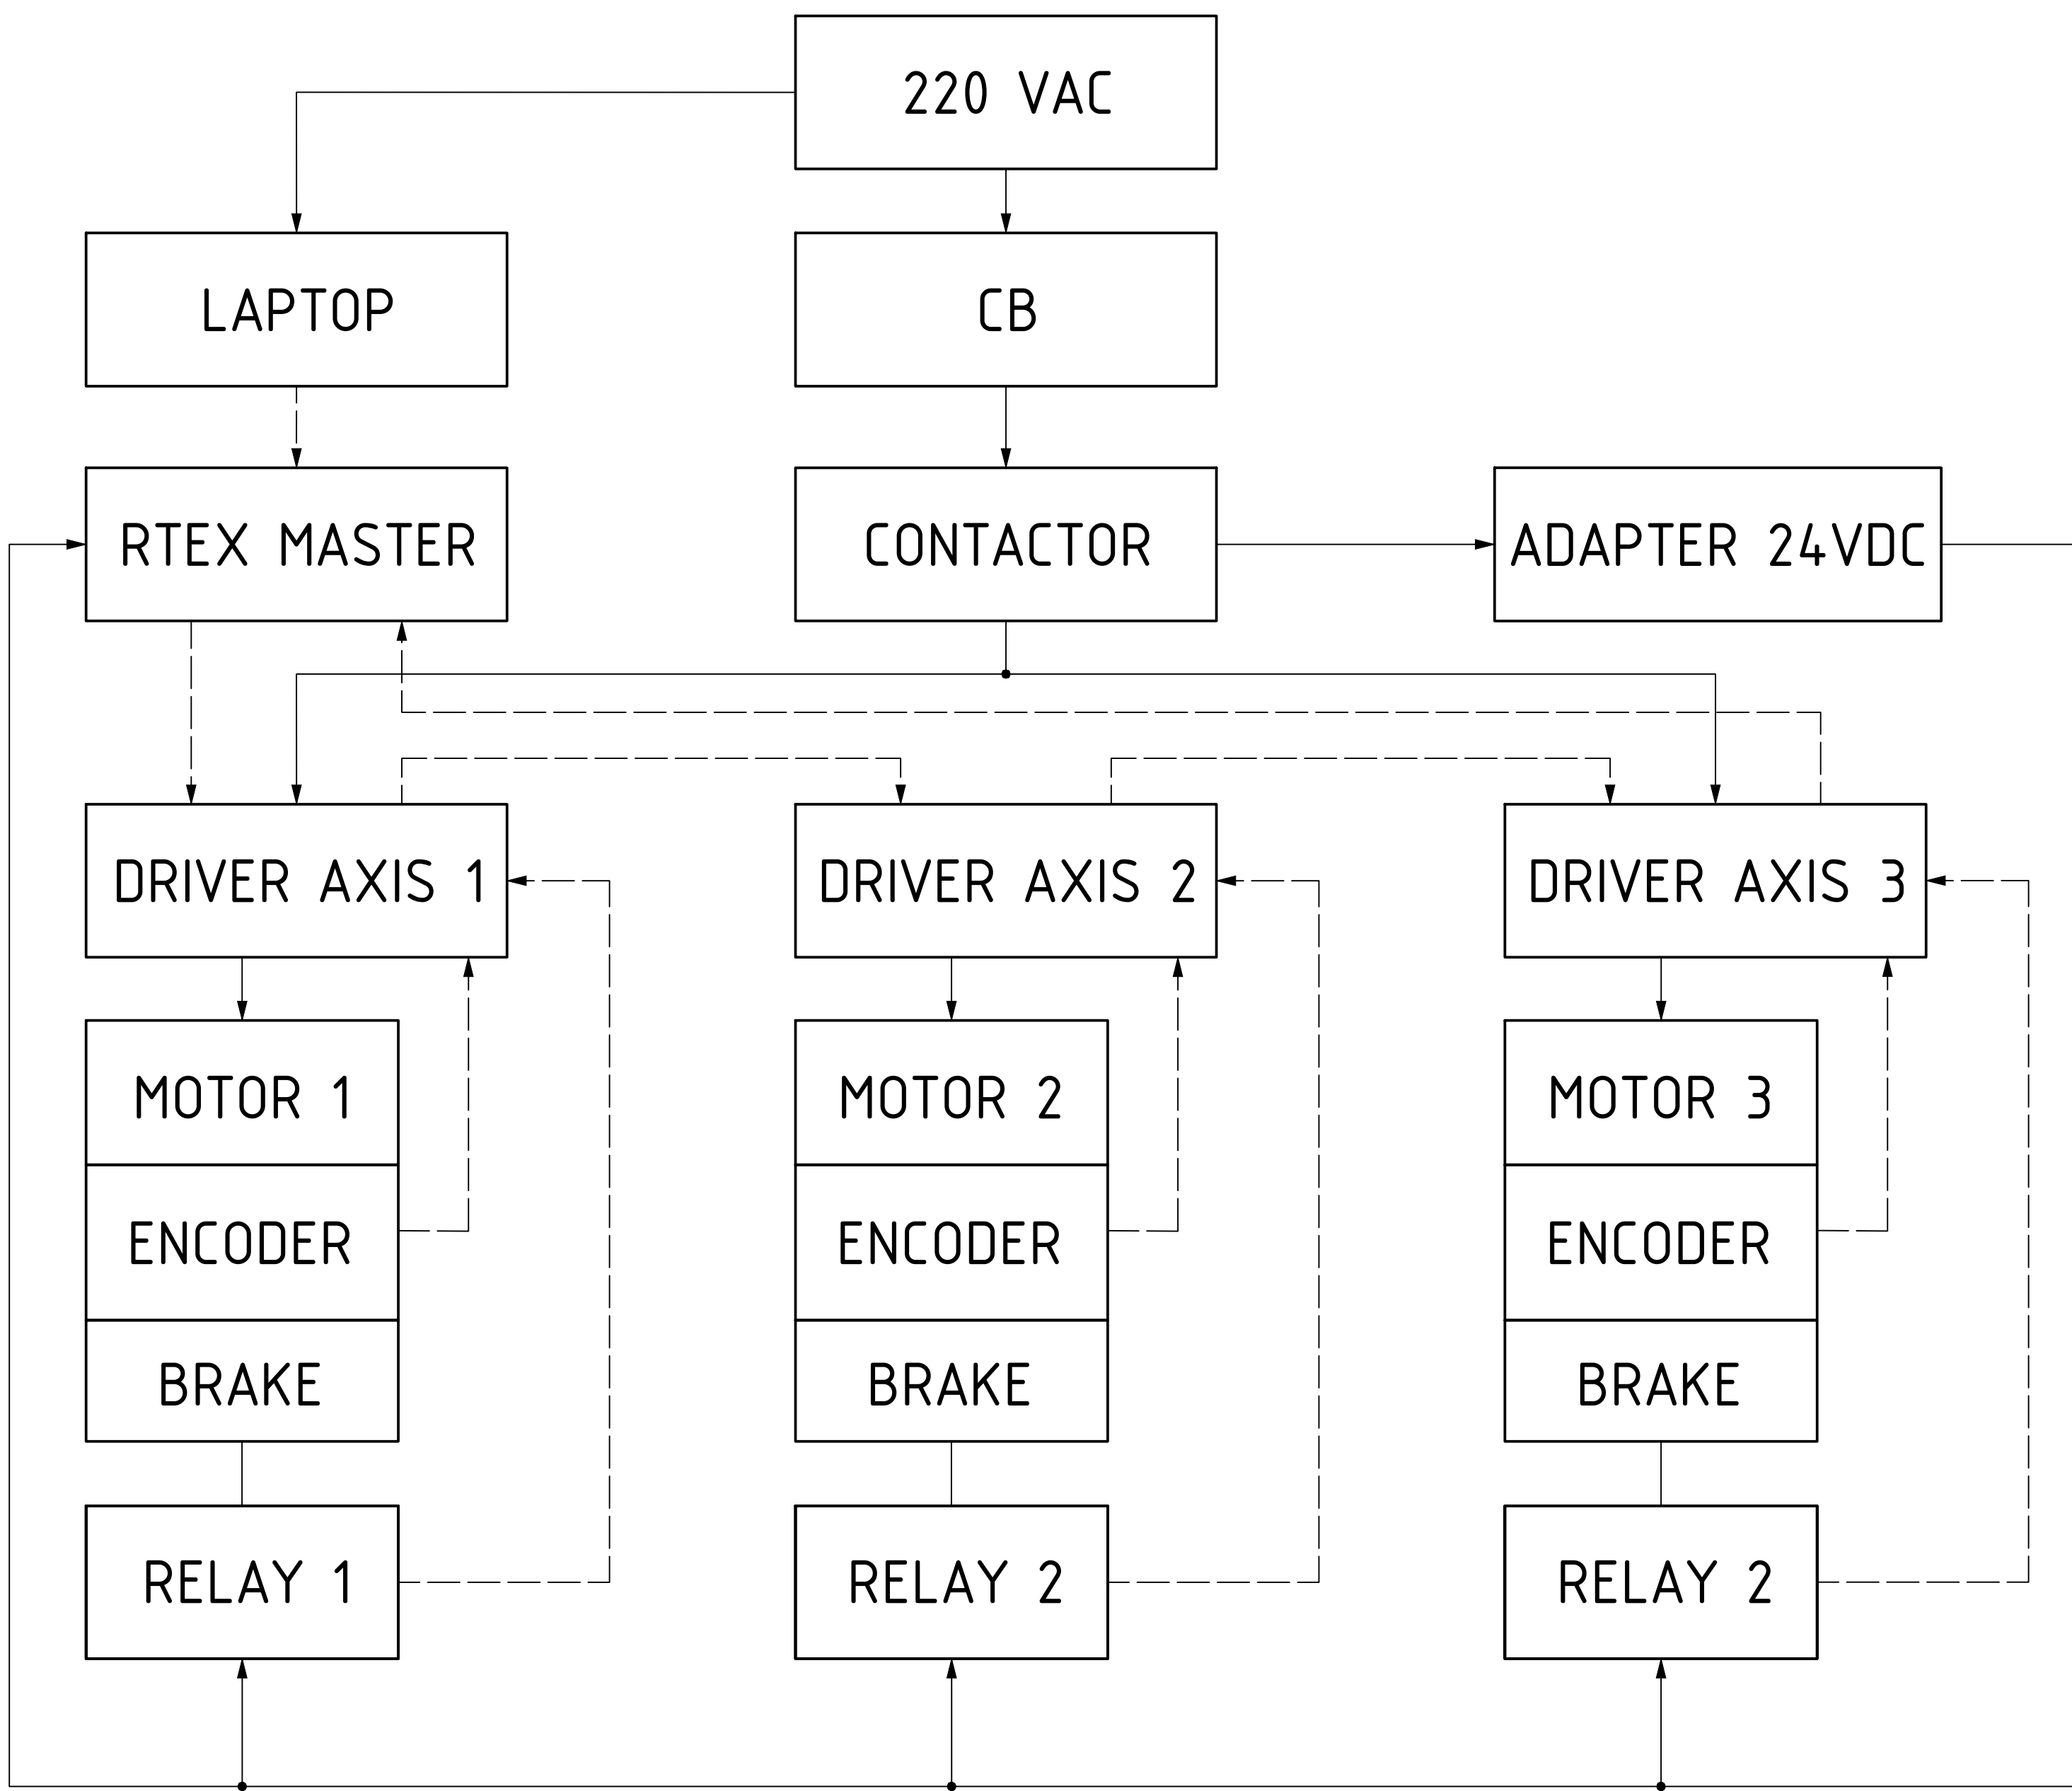 220 VAC
LAPTOP
CB
RTEX MASTER
CONTACTOR
ADAPTER 24VDC
DRIVER AXIS 1
DRIVER AXIS 2
DRIVER AXIS 3
MOTOR 1
MOTOR 2
MOTOR 3
ENCODER
ENCODER
ENCODER
BRAKE
BRAKE
BRAKE
RELAY 1
RELAY 2
RELAY 2